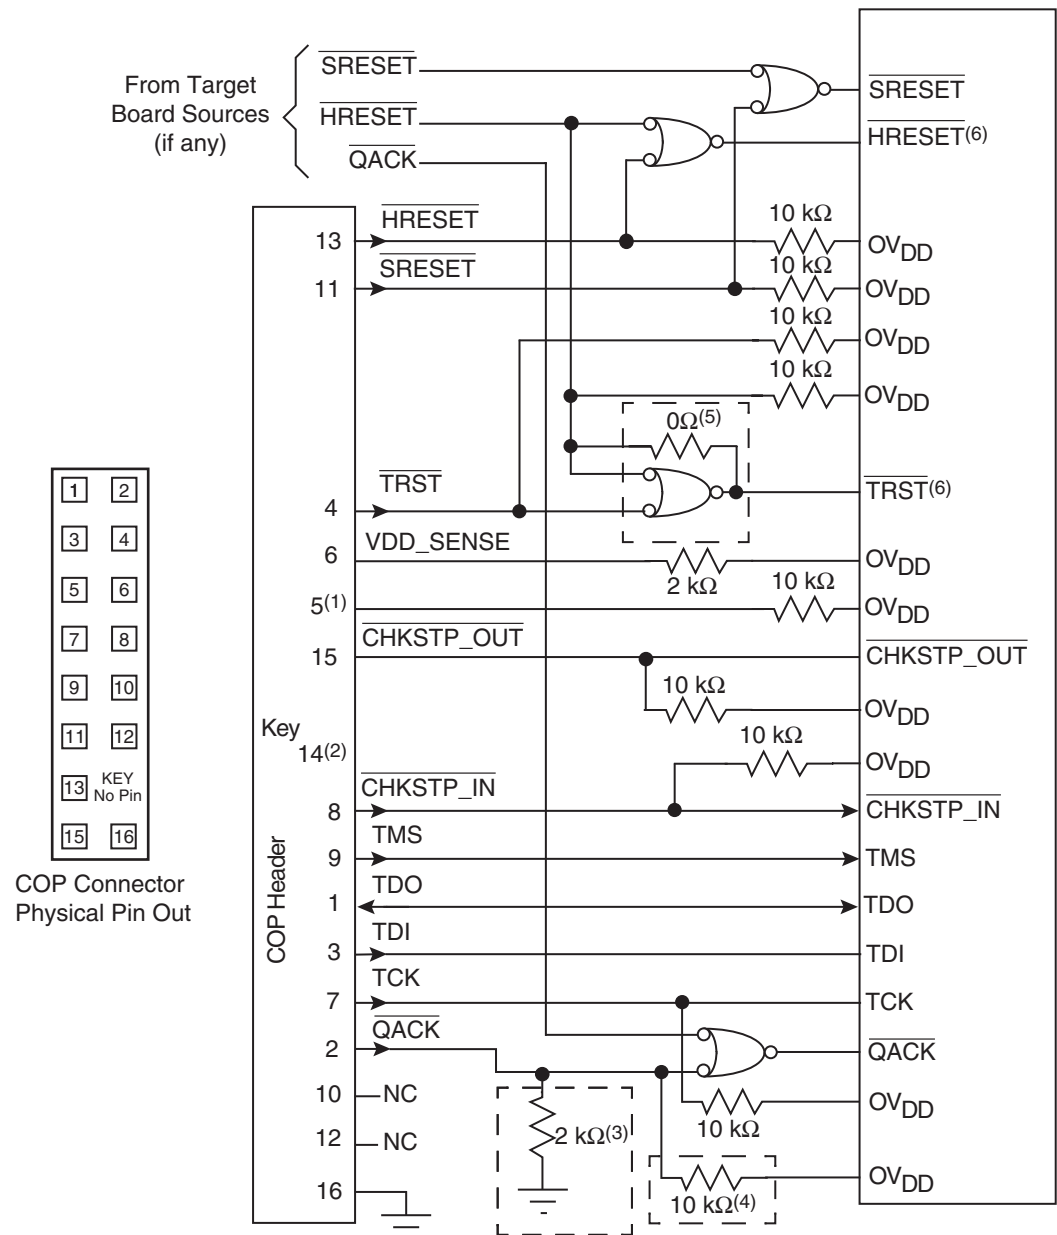 From Target
Board Sources
(if any)
SRESET
HRESET
QACK
SRESET
HRESET(6)
13 HRESET 10 kΩ OVDD
11 SRESET 10 kΩ OVDD
10 kΩ OVDD
10 kΩ OVDD
0Ω(5)
4 TRST TRST(6)
6 VDD_SENSE 2 kΩ OVDD
5(1) 10 kΩ OVDD
15 CHKSTP_OUT CHKSTP_OUT
10 kΩ OVDD
Key
14(2) 10 kΩ OVDD
8 CHKSTP_IN CHKSTP_IN
9 TMS TMS
1 TDO TDO
3 TDI TDI
7 TCK TCK
2 QACK QACK
10 NC 10 kΩ OVDD
12 NC 2 kΩ(3)
16 10 kΩ(4) OVDD
COP Header
1 2
3 4
5 6
7 8
9 10
11 12
13 KEY
No Pin
15 16
COP Connector
Physical Pin Out